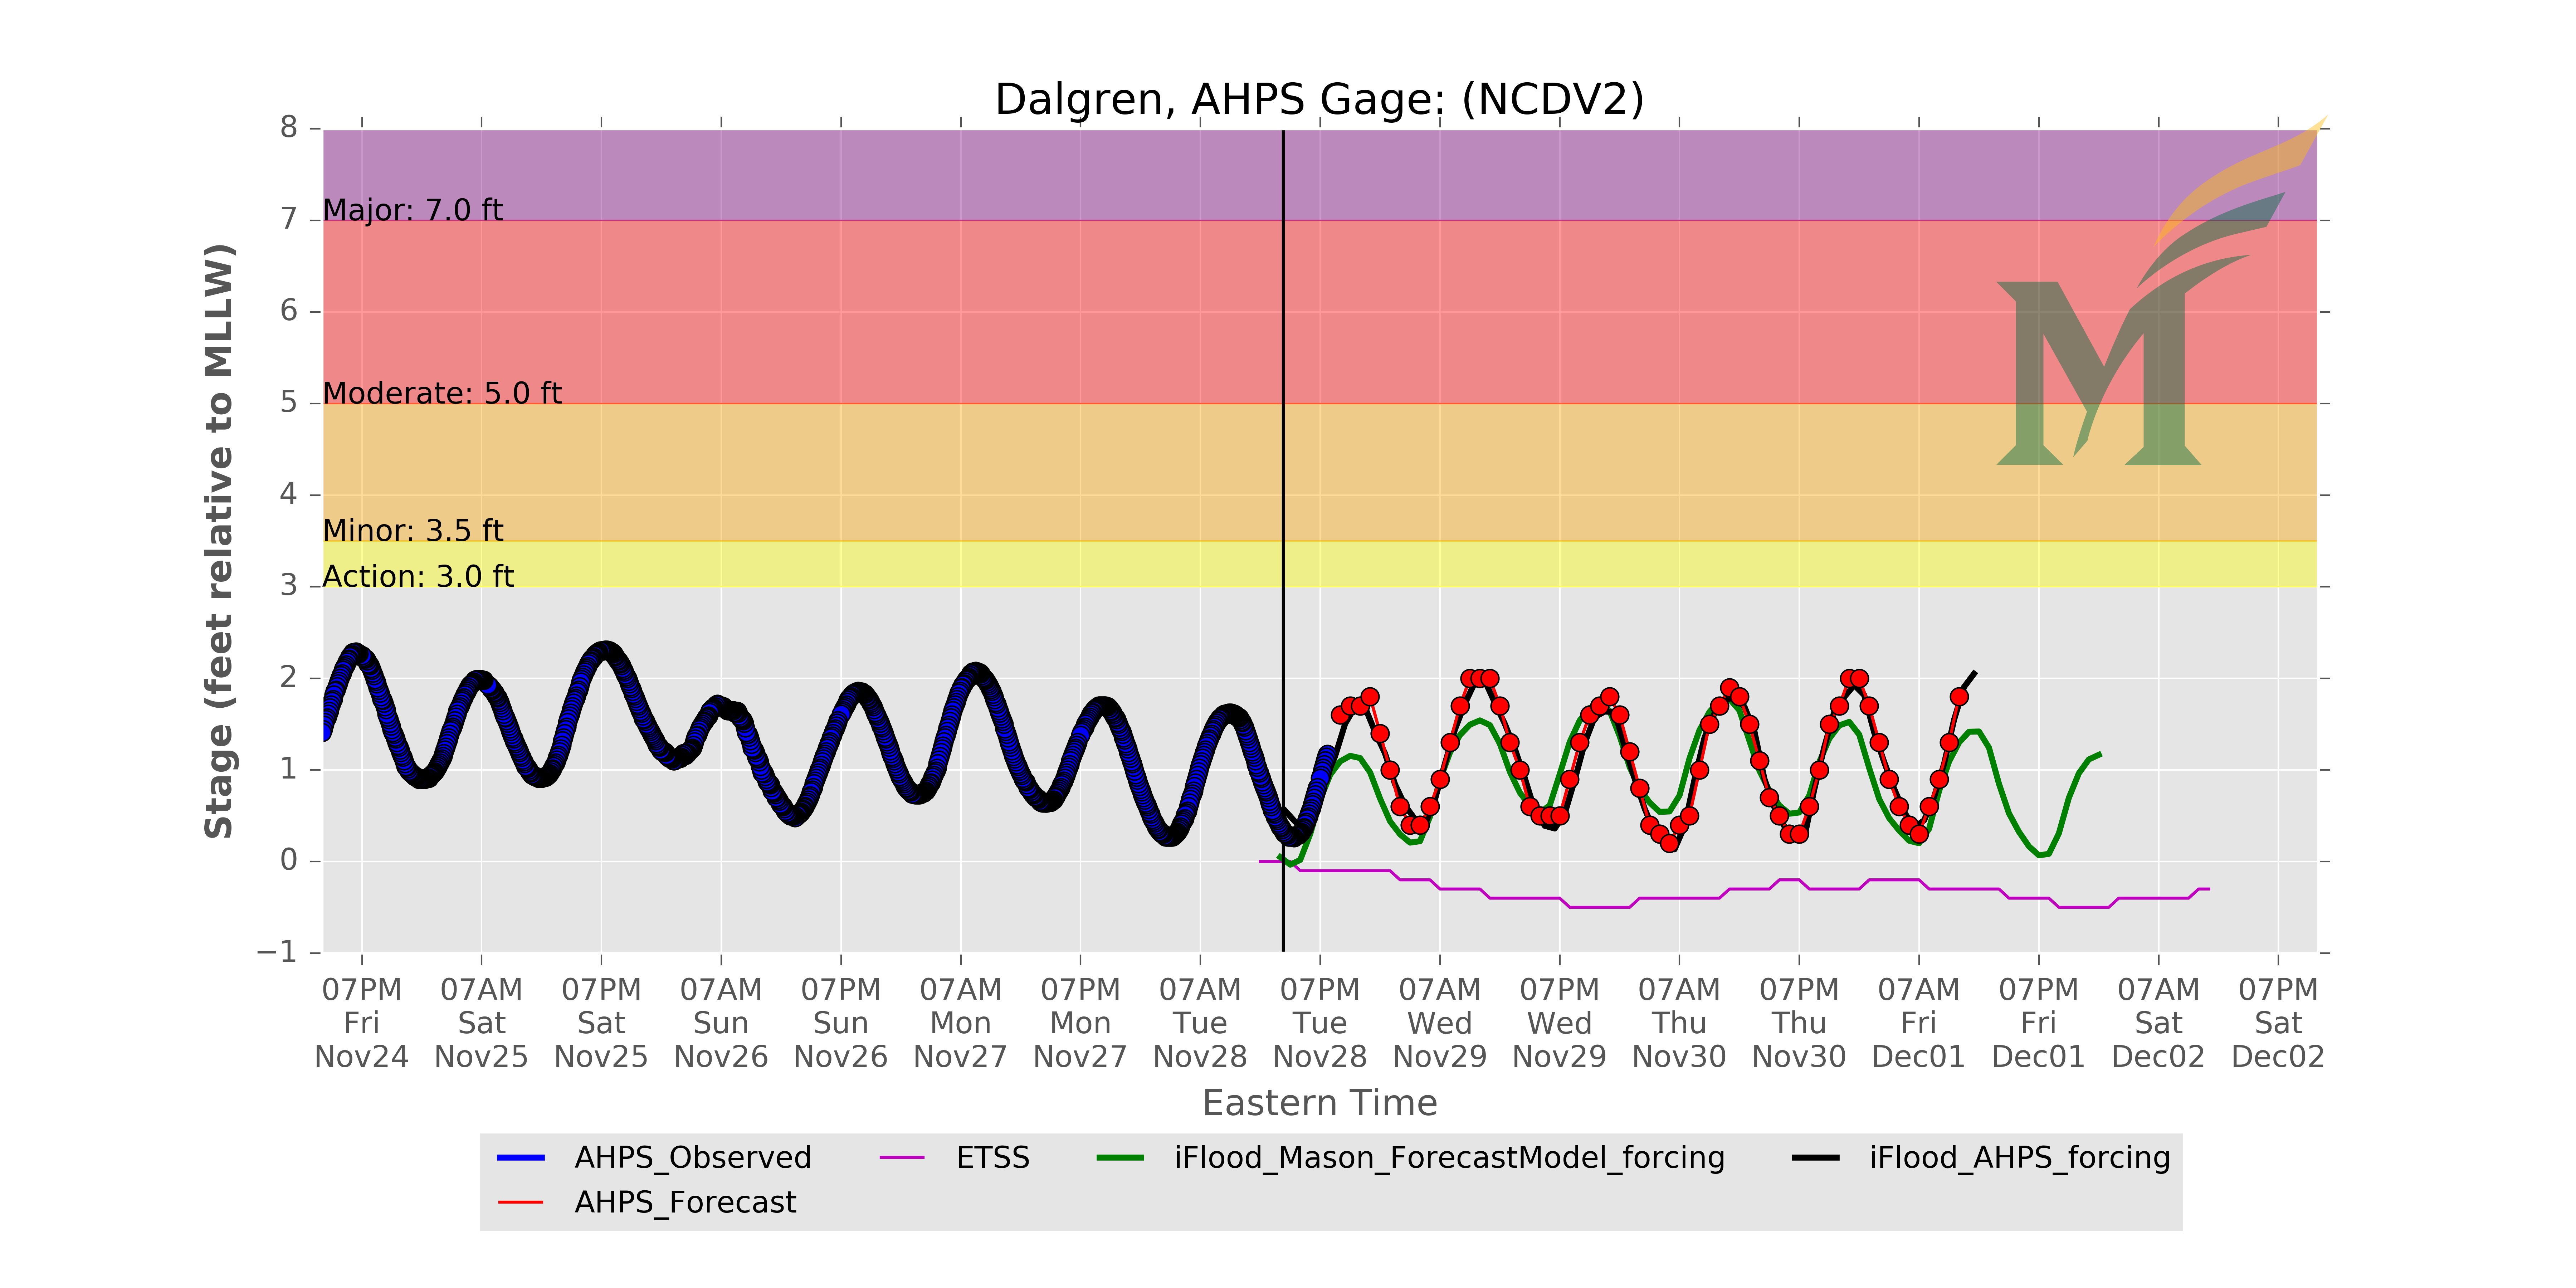 Dalgren, AHPS Gage: (NCDV2)
Stage (feet relative to MLLW)
8
7
6
5
4
3
2
1
0
−1
Major: 7.0 ft
Moderate: 5.0 ft
Minor: 3.5 ft
Action: 3.0 ft
M
07PM 07AM 07PM 07AM 07PM 07AM 07PM 07AM 07PM 07AM 07PM 07AM 07PM 07AM 07PM 07AM 07PM
Fri Sat Sat Sun Sun Mon Mon Tue Tue Wed Wed Thu Thu Fri Fri Sat Sat
Nov24 Nov25 Nov25 Nov26 Nov26 Nov27 Nov27 Nov28 Nov28 Nov29 Nov29 Nov30 Nov30 Dec01 Dec01 Dec02 Dec02
Eastern Time
AHPS_Observed ETSS iFlood_Mason_ForecastModel_forcing iFlood_AHPS_forcing
AHPS_Forecast